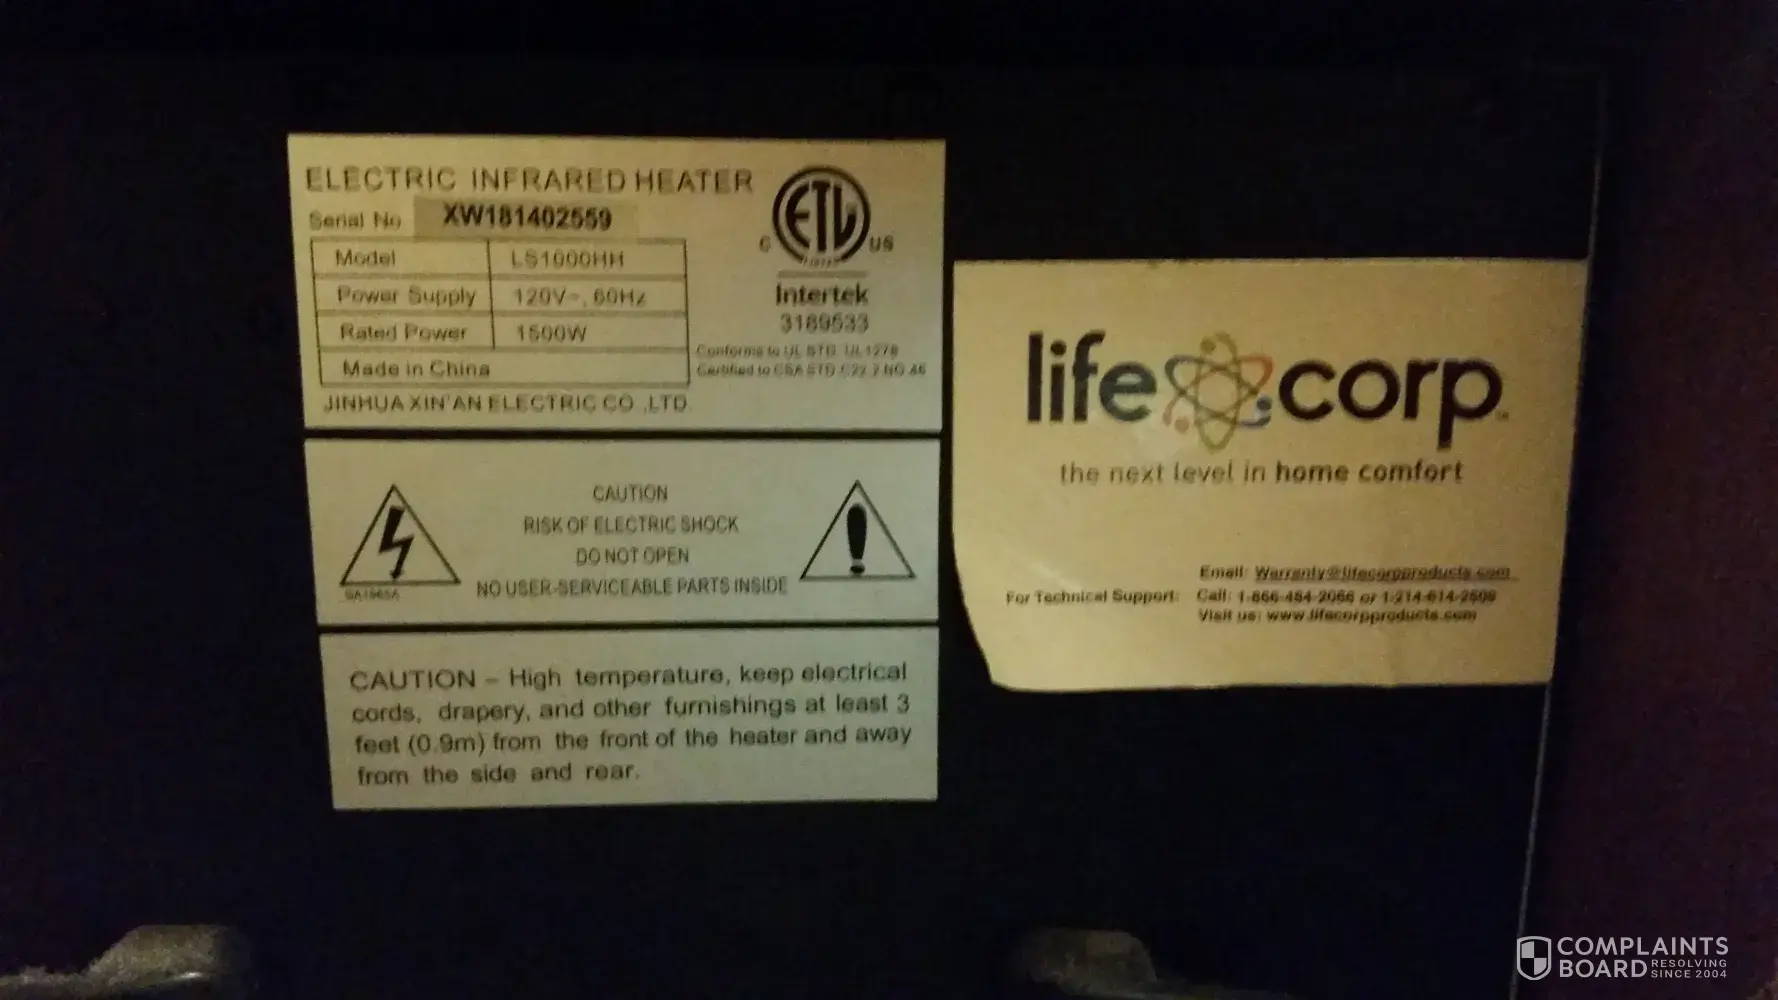 ELECTRIC INFRARED HEATER
Serial No XW181402559
Model LS1000HH
Power Supply 120V~, 60Hz
Rated Power 1500W
Made in China
JINHUA XIN'AN ELECTRIC CO .,LTD.
ETL
C US
LISTED
Intertek
3189533
Conforms to UL STD. UL1278
Certified to CSA STD C22.2 NO.46
CAUTION
RISK OF ELECTRIC SHOCK
DO NOT OPEN
NO USER-SERVICEABLE PARTS INSIDE
CAUTION – High temperature, keep electrical
cords, drapery, and other furnishings at least 3
feet (0.9m) from the front of the heater and away
from the side and rear.
life corp™
the next level in home comfort
Email: Warranty@lifecorpproducts.com
For Technical Support: Call: 1-866-454-2066 or 1-214-614-2509
Visit us: www.lifecorpproducts.com
COMPLAINTS
BOARD RESOLVING
SINCE 2004